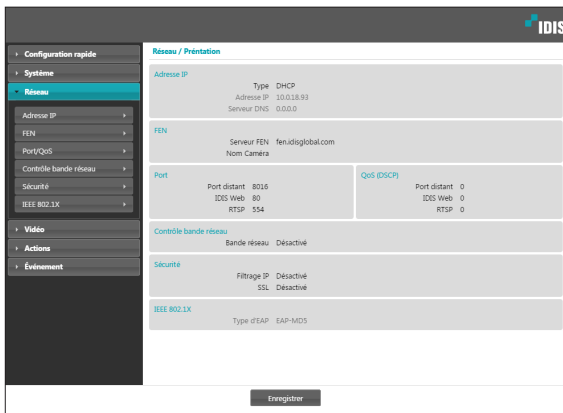 IDIS
Configuration rapide
Système
Réseau
Adresse IP
FEN
Port/QoS
Contrôle bande réseau
Sécurité
IEEE 802.1X
Vidéo
Actions
Événement
Réseau / Préntation
Adresse IP
Type DHCP
Adresse IP 10.0.18.93
Serveur DNS 0.0.0.0
FEN
Serveur FEN fen.idisglobal.com
Nom Caméra
Port
Port distant 8016
IDIS Web 80
RTSP 554
QoS (DSCP)
Port distant 0
IDIS Web 0
RTSP 0
Contrôle bande réseau
Bande réseau Désactivé
Sécurité
Filtrage IP Désactivé
SSL Désactivé
IEEE 802.1X
Type d'EAP EAP-MD5
Enregistrer